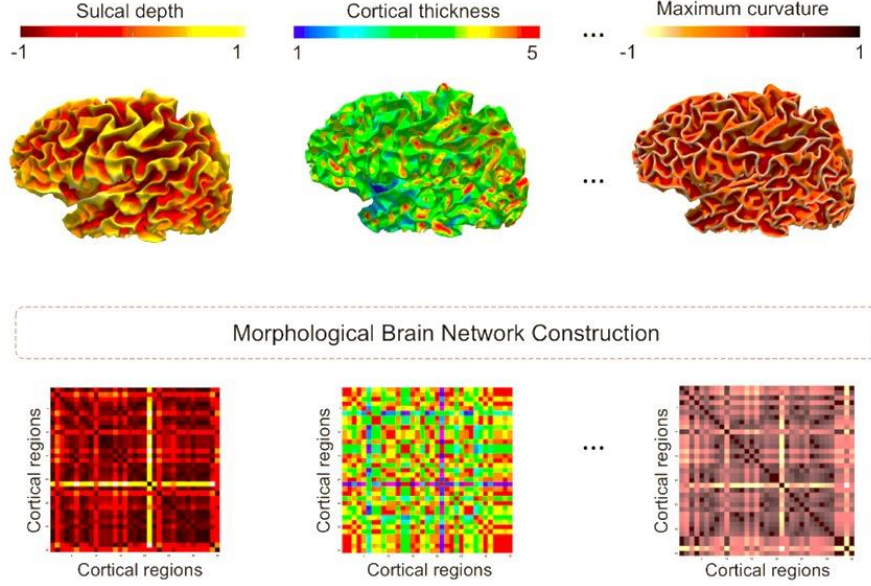 Sulcal depth
Cortical thickness
Maximum curvature
-1 1
1 5
...
-1 1
...
Morphological Brain Network Construction
Cortical regions
Cortical regions
Cortical regions
...
Cortical regions
Cortical regions
Cortical regions